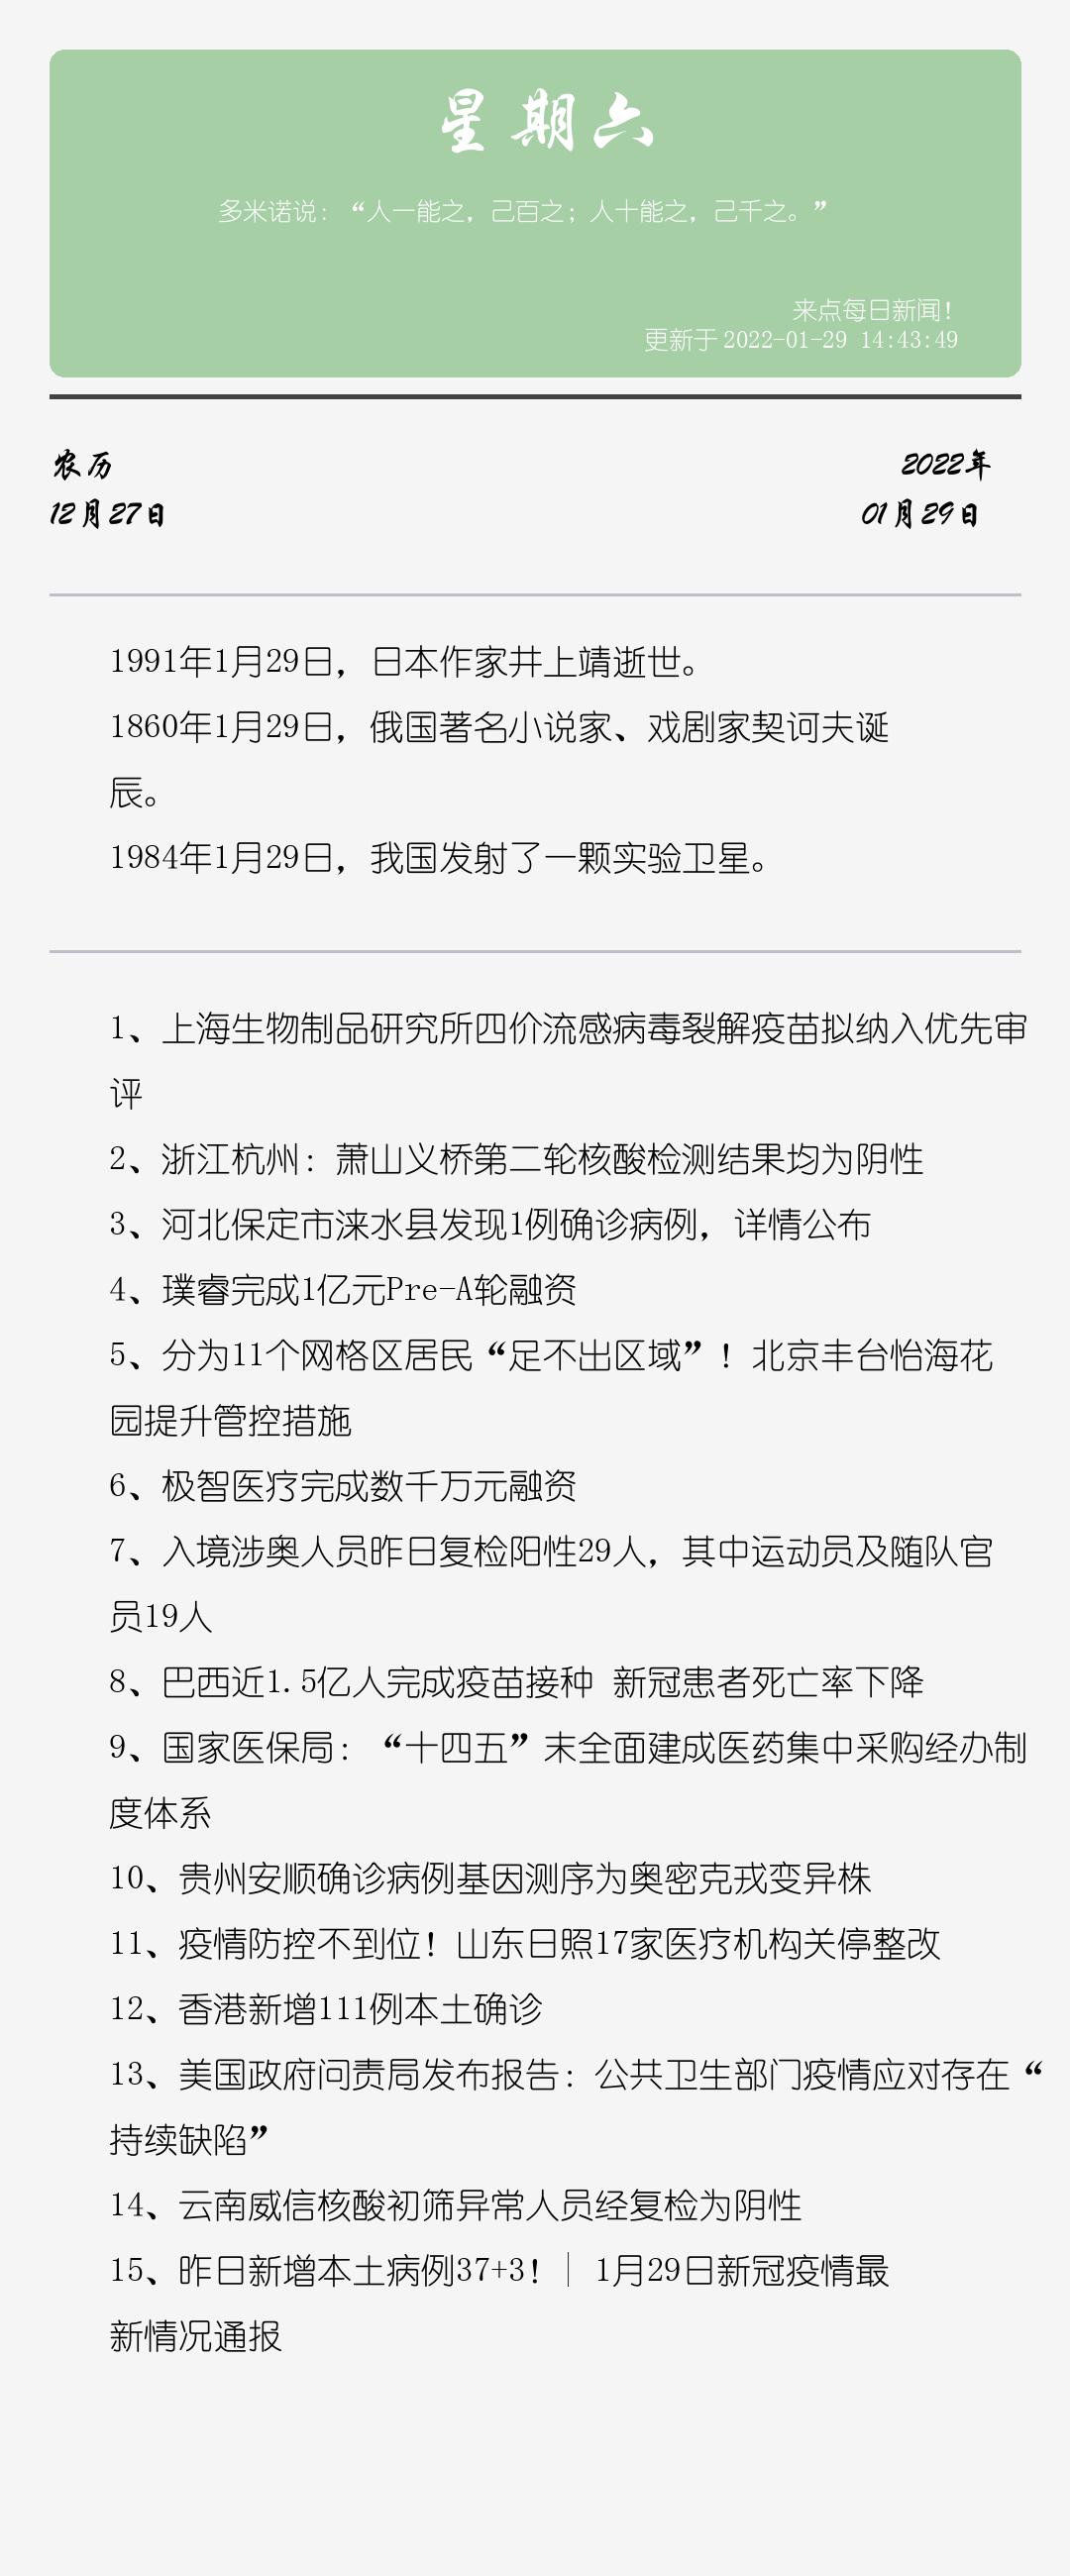 星期六
多米诺说：“人一能之，己百之；人十能之，己千之。”
来点每日新闻！
更新于2022-01-29 14:43:49
农历
2022年
12月27日
01月29日
1991年1月29日，日本作家井上靖逝世。
1860年1月29日，俄国著名小说家、戏剧家契诃夫诞
辰。
1984年1月29日，我国发射了一颗实验卫星。
1、上海生物制品研究所四价流感病毒裂解疫苗拟纳入优先审
评
2、浙江杭州：萧山义桥第二轮核酸检测结果均为阴性
3、河北保定市涞水县发现1例确诊病例，详情公布
4、璞睿完成1亿元Pre-A轮融资
5、分为11个网格区居民“足不出区域”！北京丰台怡海花
园提升管控措施
6、极智医疗完成数千万元融资
7、入境涉奥人员昨日复检阳性29人，其中运动员及随队官
员19人
8、巴西近1.5亿人完成疫苗接种 新冠患者死亡率下降
9、国家医保局：“十四五”末全面建成医药集中采购经办制
度体系
10、贵州安顺确诊病例基因测序为奥密克戎变异株
11、疫情防控不到位！山东日照17家医疗机构关停整改
12、香港新增111例本土确诊
13、美国政府问责局发布报告：公共卫生部门疫情应对存在“
持续缺陷”
14、云南威信核酸初筛异常人员经复检为阴性
15、昨日新增本土病例37+3！｜1月29日新冠疫情最
新情况通报